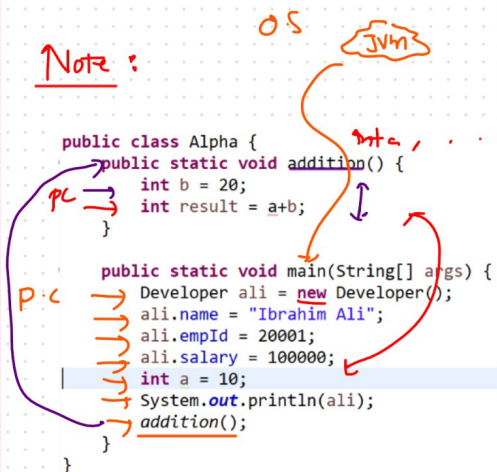 OS
JVM
Note :
public class Alpha {
public static void addition() {
int b = 20;
PC
int result = a+b;
}
public static void main(String[] args) {
P.C
Developer ali = new Developer();
ali.name = "Ibrahim Ali";
ali.empId = 20001;
ali.salary = 100000;
int a = 10;
System.out.println(ali);
addition();
}
}